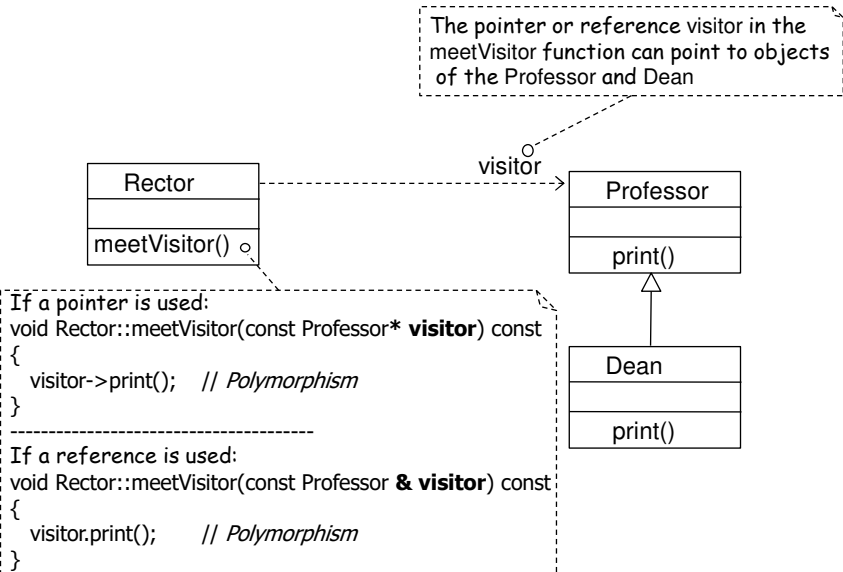 The pointer or reference visitor in the
meetVisitor function can point to objects
of the Professor and Dean
visitor
Rector
meetVisitor()
Professor
print()
If a pointer is used:
void Rector::meetVisitor(const Professor* visitor) const
{
visitor->print(); // Polymorphism
}
----------------------------------------
If a reference is used:
void Rector::meetVisitor(const Professor & visitor) const
{
visitor.print(); // Polymorphism
}
Dean
print()